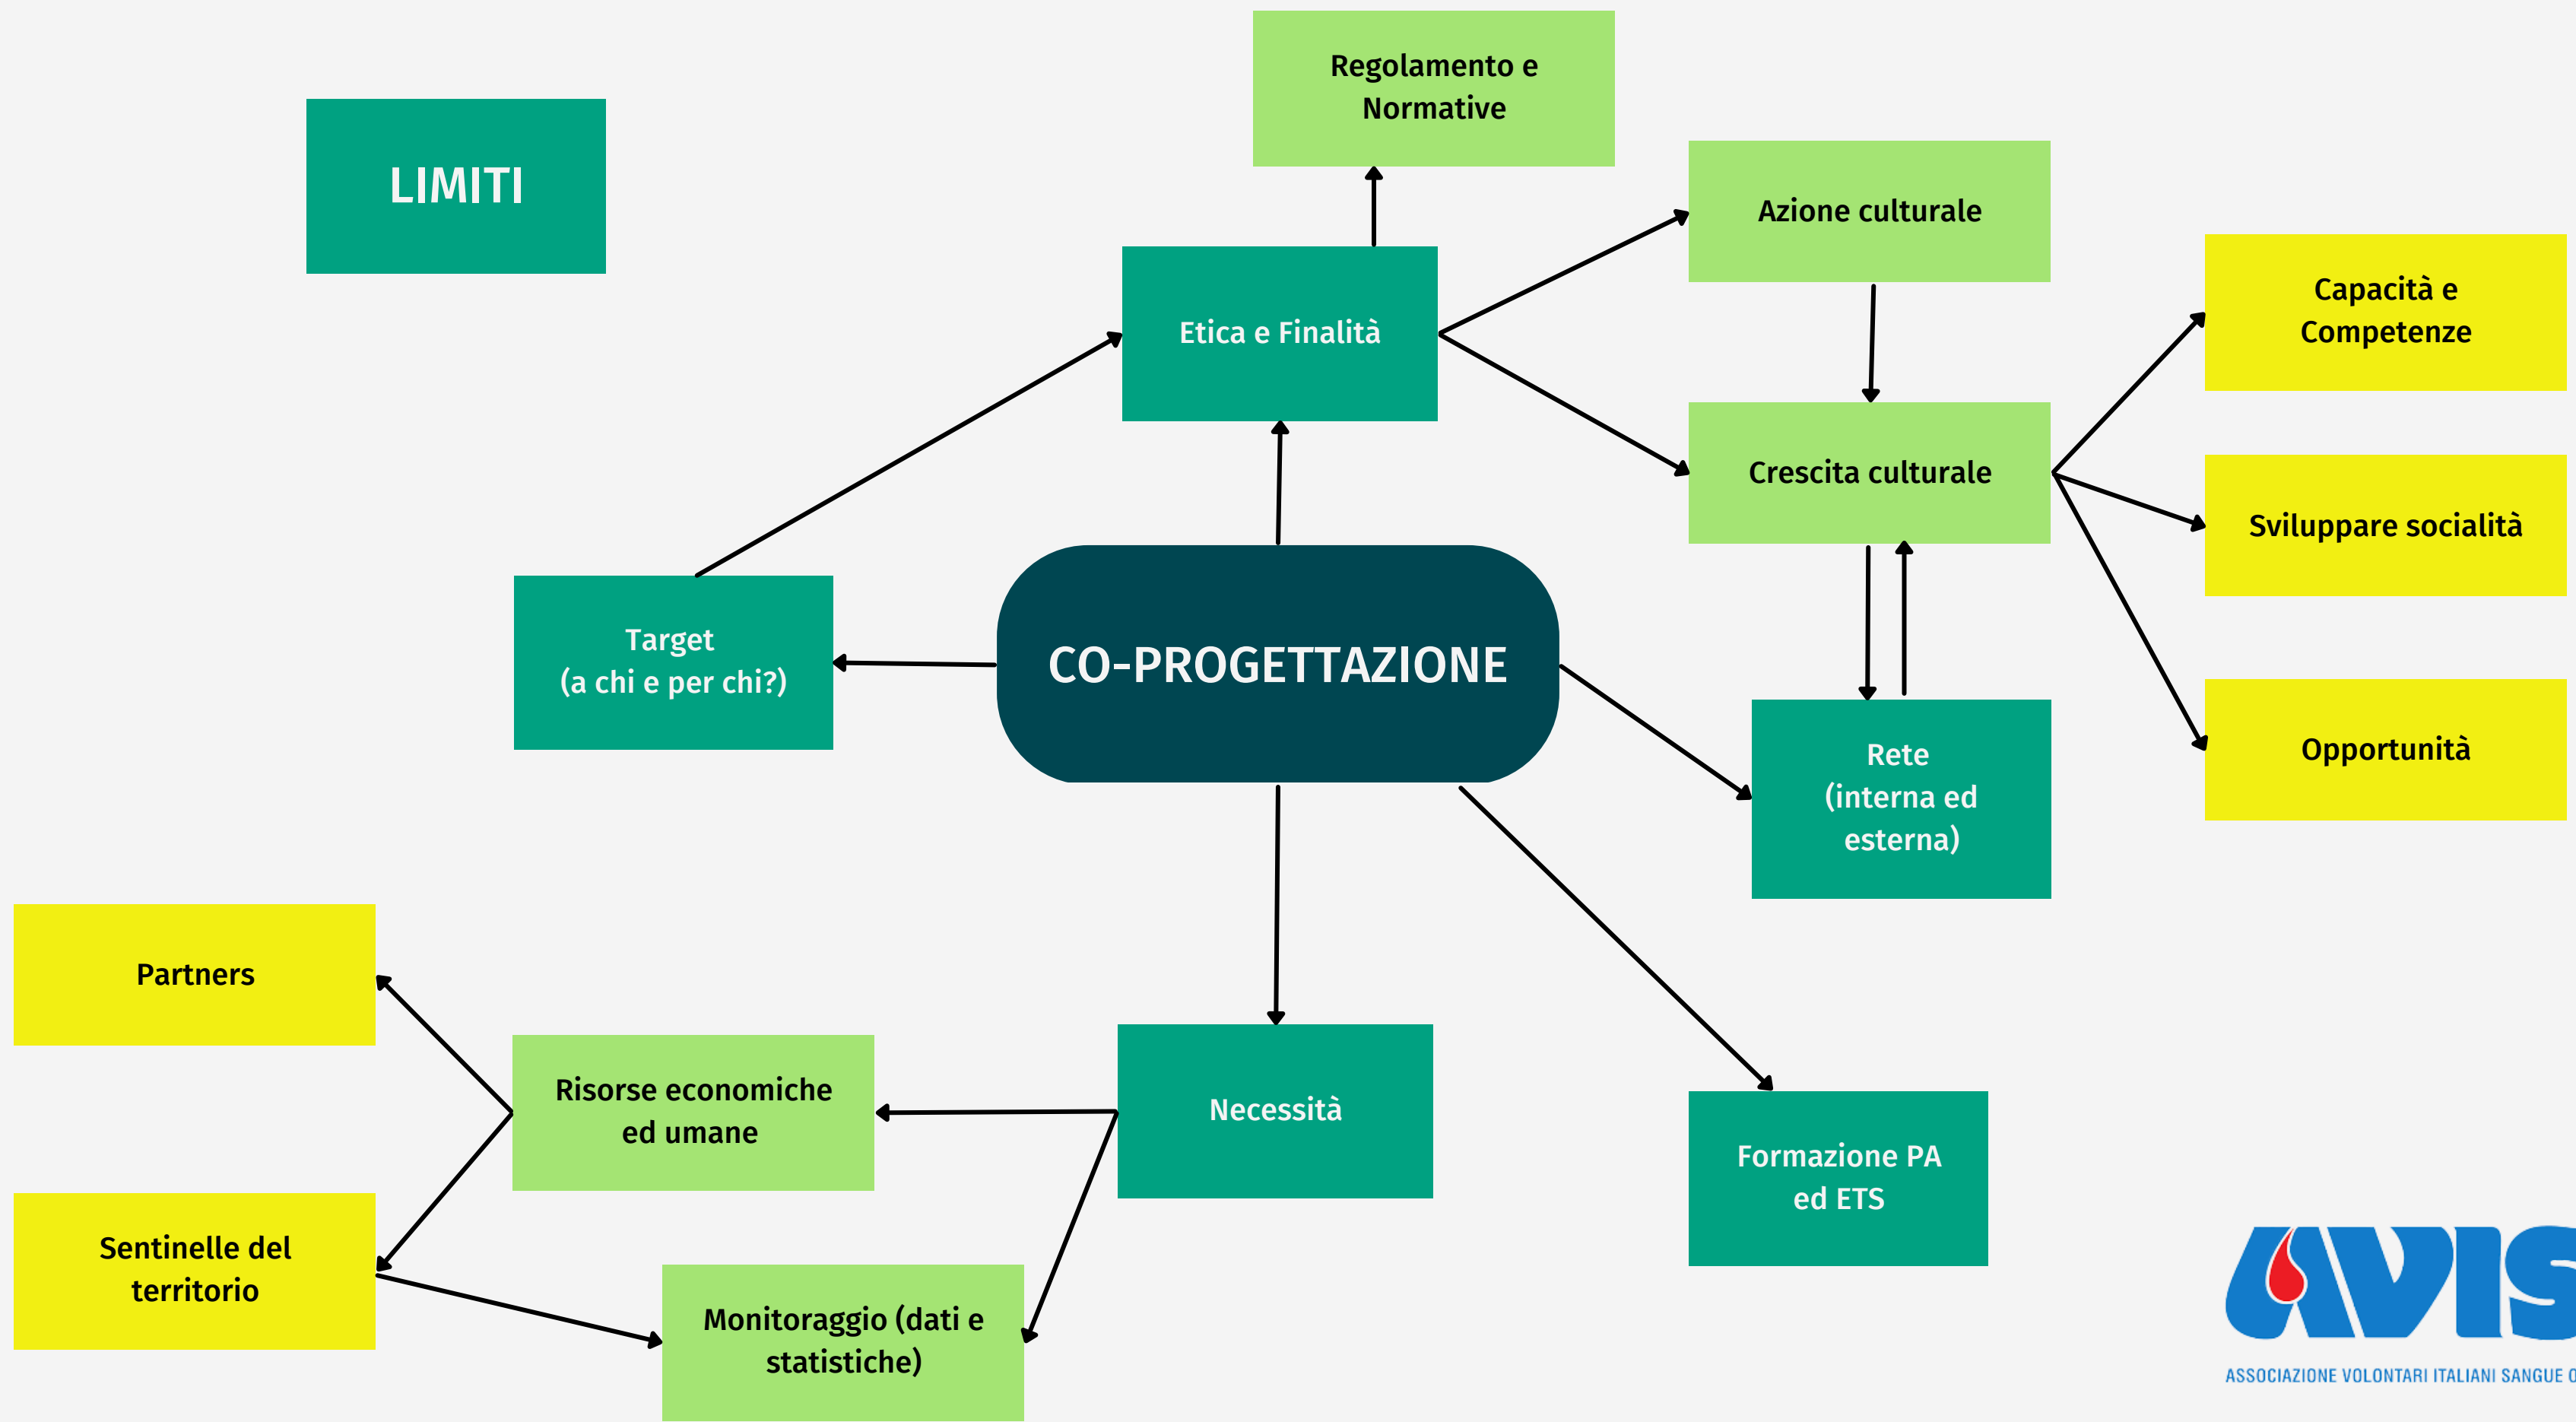 Regolamento e
Normative
LIMITI
Azione culturale
Capacità e
Competenze
Etica e Finalità
Crescita culturale
Sviluppare socialità
Target
(a chi e per chi?)
CO-PROGETTAZIONE
Rete
(interna ed
esterna)
Opportunità
Partners
Risorse economiche
ed umane
Necessità
Formazione PA
ed ETS
Sentinelle del
territorio
Monitoraggio (dati e
statistiche)
AVIS
ASSOCIAZIONE VOLONTARI ITALIANI SANGUE